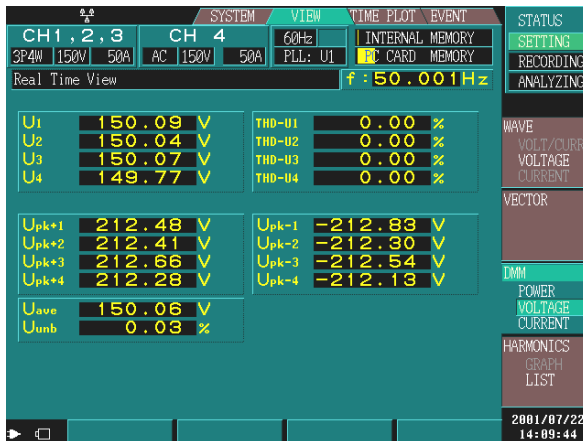 SYSTEM VIEW TIME PLOT EVENT STATUS
CH1,2,3 CH 4 60Hz INTERNAL MEMORY SETTING
3P4W 150V 50A AC 150V 50A PLL: U1 PC CARD MEMORY RECORDING
Real Time View f:50.001Hz ANALYZING
U1 150.09 V THD-U1 0.00 %
U2 150.04 V THD-U2 0.00 %
U3 150.07 V THD-U3 0.00 %
U4 149.77 V THD-U4 0.00 %
WAVE
VOLT/CURR
VOLTAGE
CURRENT
VECTOR
Upk+1 212.48 V Upk-1 -212.83 V
Upk+2 212.41 V Upk-2 -212.30 V
Upk+3 212.66 V Upk-3 -212.54 V
Upk+4 212.28 V Upk-4 -212.13 V
Uave 150.06 V
Uunb 0.03 %
DMM
POWER
VOLTAGE
CURRENT
HARMONICS
GRAPH
LIST
2001/07/22
14:09:44